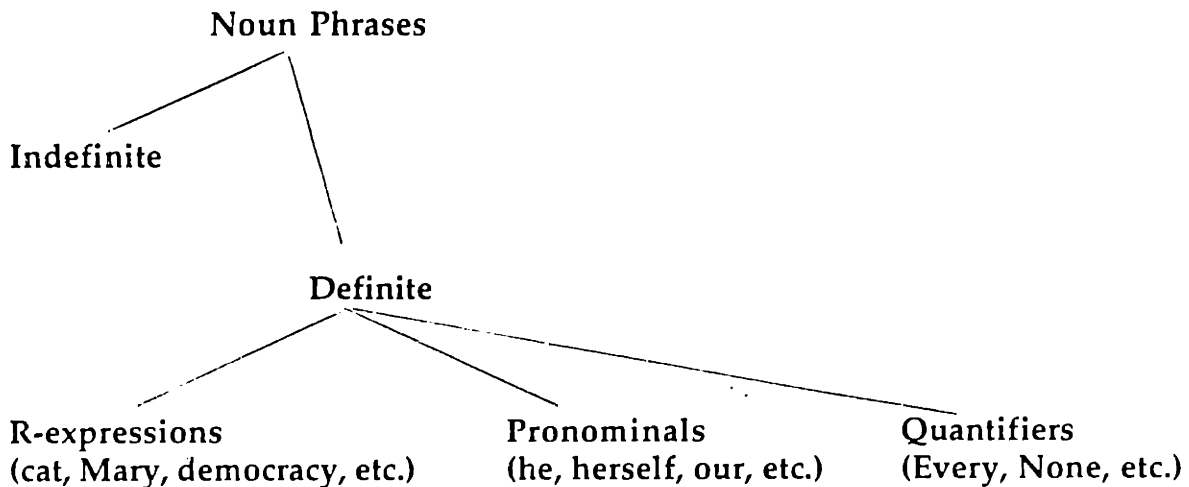 Noun Phrases
Indefinite
Definite
R-expressions
(cat, Mary, democracy, etc.)
Pronominals
(he, herself, our, etc.)
Quantifiers
(Every, None, etc.)